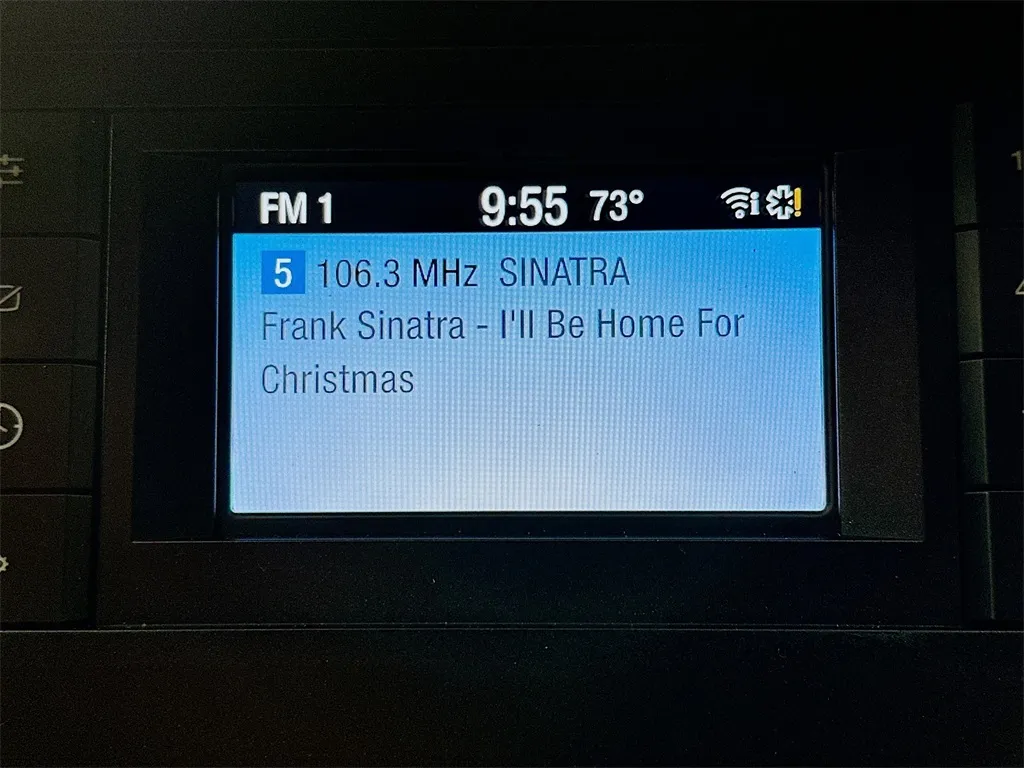 FM 1 9:55 73°
5 106.3 MHz SINATRA
Frank Sinatra - I'll Be Home For
Christmas